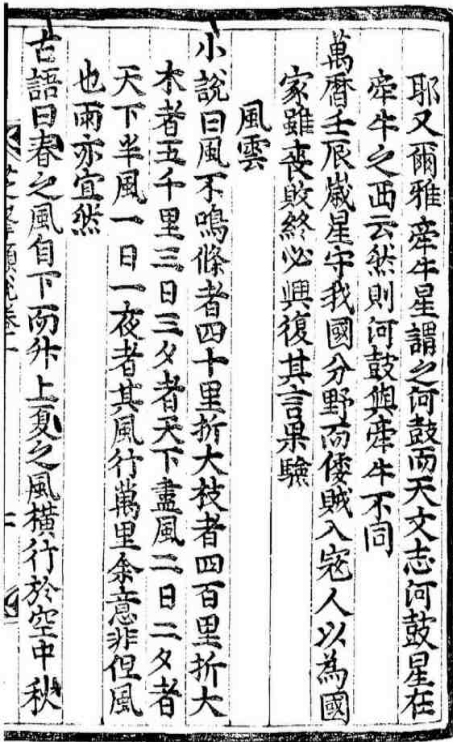 耶又爾雅牽牛星謂之河鼓而天文志河鼓星在
牽牛之西云然則河鼓與牽牛不同
萬曆壬辰歲星守我國分野而倭賊入寇人以為國
家雖喪敗終必興復其言果驗
風雲
小說曰風不鳴條者四十里折大枝者四百里折大
木者五千里三日三夕者天下盡風二日二夕者
天下半風一日一夜者其風行萬里余意非但風
也雨亦宜然
古語曰春之風自下而升上夏之風橫行於空中秋
芝峯類說卷一